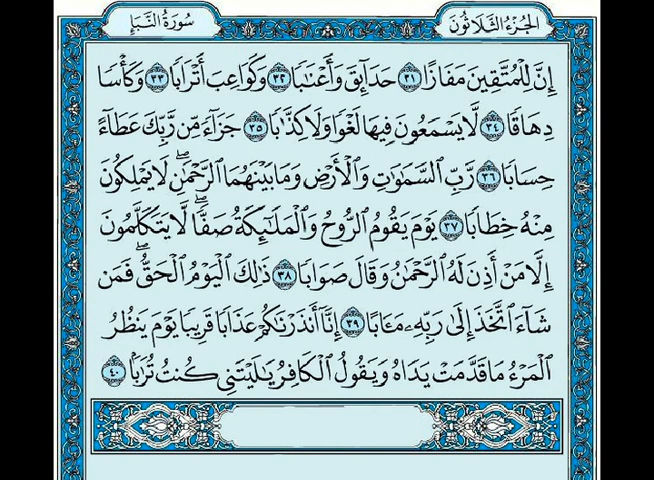 الجزء الثلاثون
سورة النبإ
إِنَّ لِلْمُتَّقِينَ مَفَازًا ٣١ حَدَآئِقَ وَأَعْنَٰبًا ٣٢ وَكَوَاعِبَ أَتْرَابًا ٣٣ وَكَأْسًا
دِهَاقًا ٣٤ لَّا يَسْمَعُونَ فِيهَا لَغْوًا وَلَا كِذَّٰبًا ٣٥ جَزَآءً مِّن رَّبِّكَ عَطَآءً
حِسَابًا ٣٦ رَّبِّ ٱلسَّمَٰوَٰتِ وَٱلْأَرْضِ وَمَا بَيْنَهُمَا ٱلرَّحْمَٰنِ ۖ لَا يَمْلِكُونَ
مِنْهُ خِطَابًا ٣٧ يَوْمَ يَقُومُ ٱلرُّوحُ وَٱلْمَلَٰٓئِكَةُ صَفًّا ۖ لَّا يَتَكَلَّمُونَ
إِلَّا مَنْ أَذِنَ لَهُ ٱلرَّحْمَٰنُ وَقَالَ صَوَابًا ٣٨ ذَٰلِكَ ٱلْيَوْمُ ٱلْحَقُّ ۖ فَمَن
شَآءَ ٱتَّخَذَ إِلَىٰ رَبِّهِۦ مَـَٔابًا ٣٩ إِنَّآ أَنذَرْنَٰكُمْ عَذَابًا قَرِيبًا يَوْمَ يَنظُرُ
ٱلْمَرْءُ مَا قَدَّمَتْ يَدَاهُ وَيَقُولُ ٱلْكَافِرُ يَٰلَيْتَنِى كُنتُ تُرَٰبًۢا ٤٠